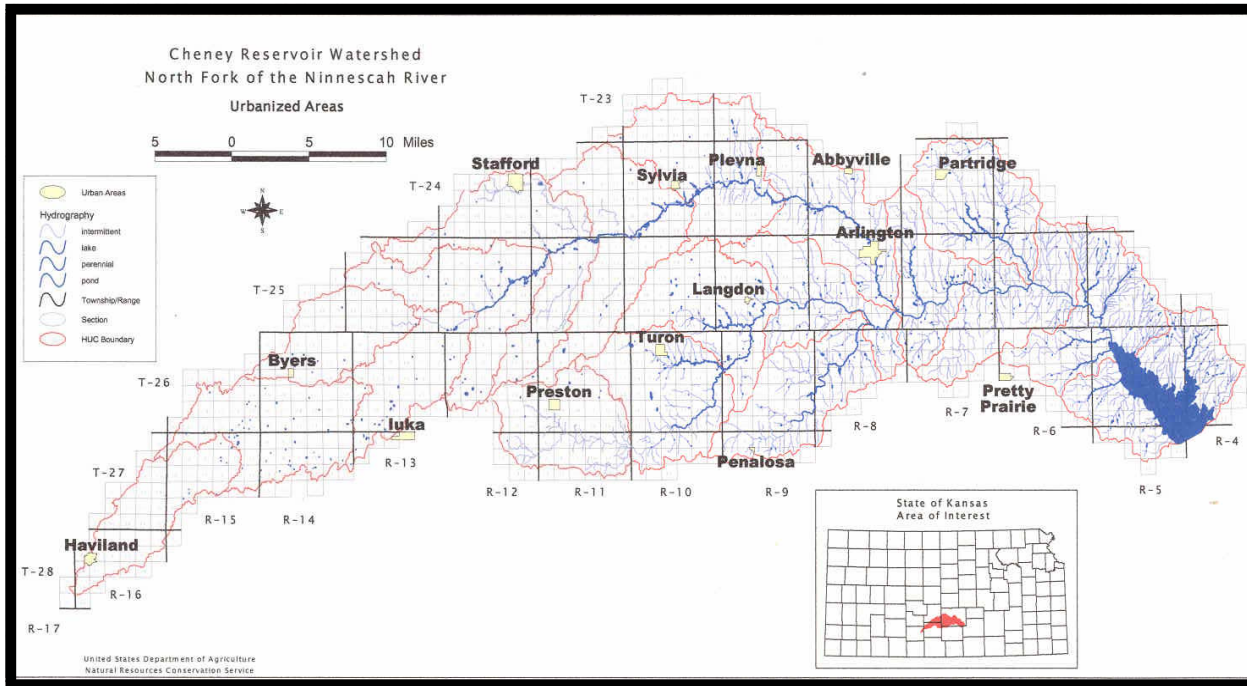 Cheney Reservoir Watershed
North Fork of the Ninnescah River
Urbanized Areas
5 0 5 10 Miles
Urban Areas
Hydrography
intermittent
lake
perennial
pond
Township/Range
Section
HUC Boundary
N
W E
S
T-23
T-24
T-25
T-26
T-27
T-28
Stafford
Sylvia
Plevna
Abbyville
Partridge
Arlington
Langdon
Turon
Byers
Preston
Pretty
Prairie
Iuka
Penalosa
Haviland
R-4
R-5
R-6
R-7
R-8
R-9
R-10
R-11
R-12
R-13
R-14
R-15
R-16
R-17
State of Kansas
Area of Interest
United States Department of Agriculture
Natural Resources Conservation Service